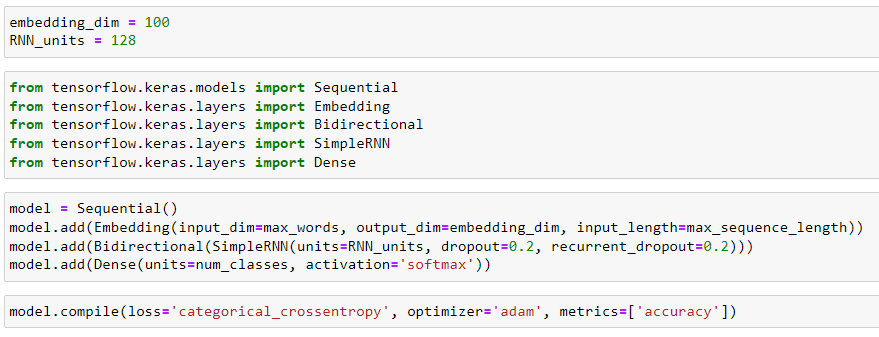 embedding_dim = 100
RNN_units = 128
from tensorflow.keras.models import Sequential
from tensorflow.keras.layers import Embedding
from tensorflow.keras.layers import Bidirectional
from tensorflow.keras.layers import SimpleRNN
from tensorflow.keras.layers import Dense
model = Sequential()
model.add(Embedding(input_dim=max_words, output_dim=embedding_dim, input_length=max_sequence_length))
model.add(Bidirectional(SimpleRNN(units=RNN_units, dropout=0.2, recurrent_dropout=0.2)))
model.add(Dense(units=num_classes, activation='softmax'))
model.compile(loss='categorical_crossentropy', optimizer='adam', metrics=['accuracy'])